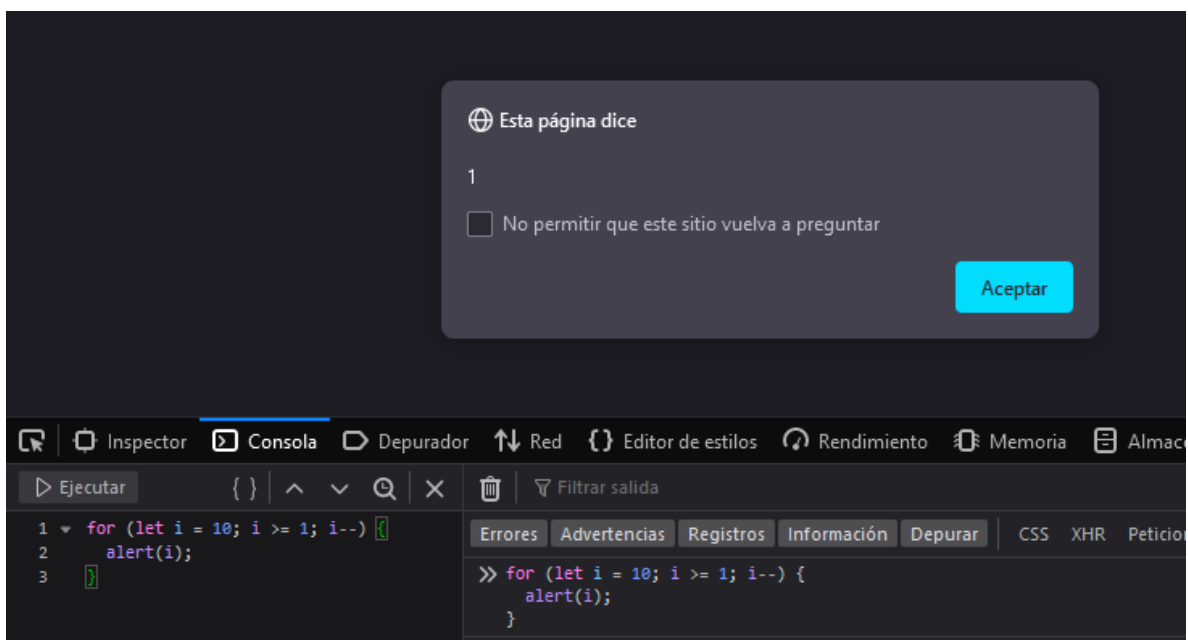 Esta página dice
1
No permitir que este sitio vuelva a preguntar
Aceptar
Inspector Consola Depurador Red {} Editor de estilos Rendimiento Memoria Almac
Ejecutar { } Filtrar salida
Errores Advertencias Registros Información Depurar CSS XHR Peticion
1 for (let i = 10; i >= 1; i--) {
2 alert(i);
3 }
>> for (let i = 10; i >= 1; i--) {
alert(i);
}